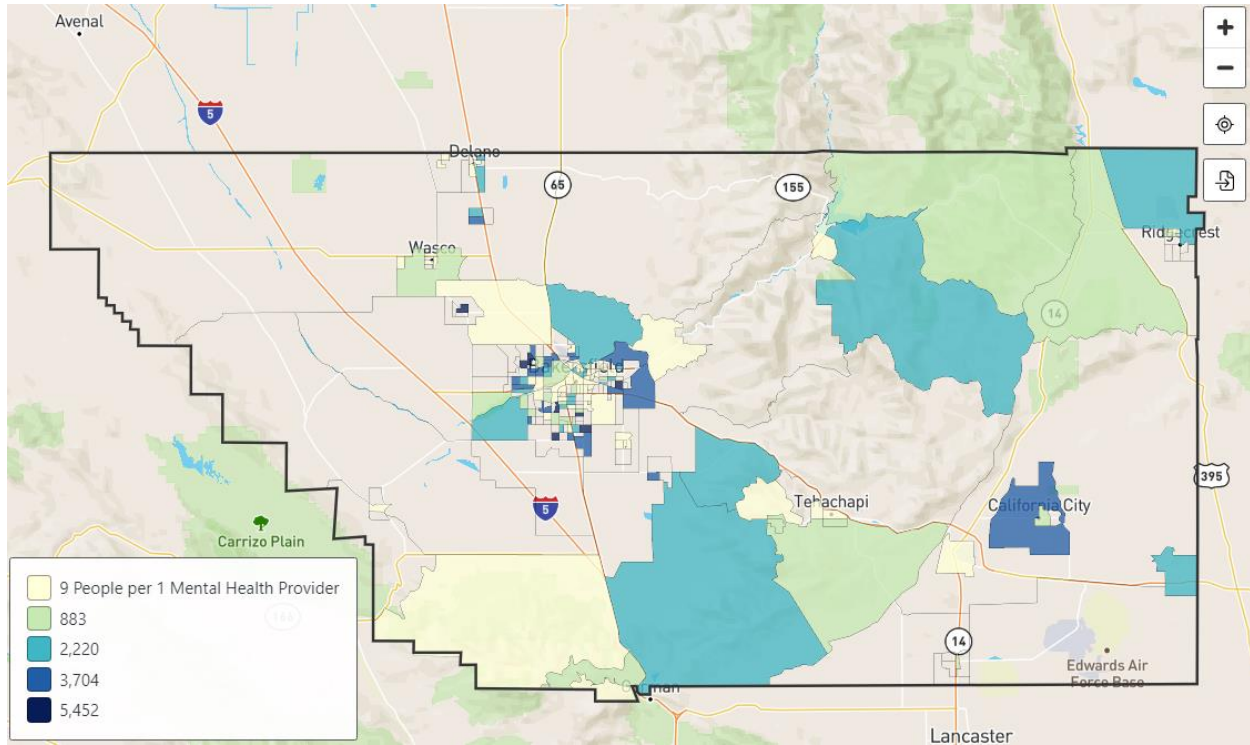 Avenal
5
Delano
65
155
Ridgecrest
Wasco
14
Bakersfield
395
Tehachapi
California City
5
Carrizo Plain
9 People per 1 Mental Health Provider
883
2,220
3,704
5,452
14
Edwards Air
Force Base
Lancaster
+
−